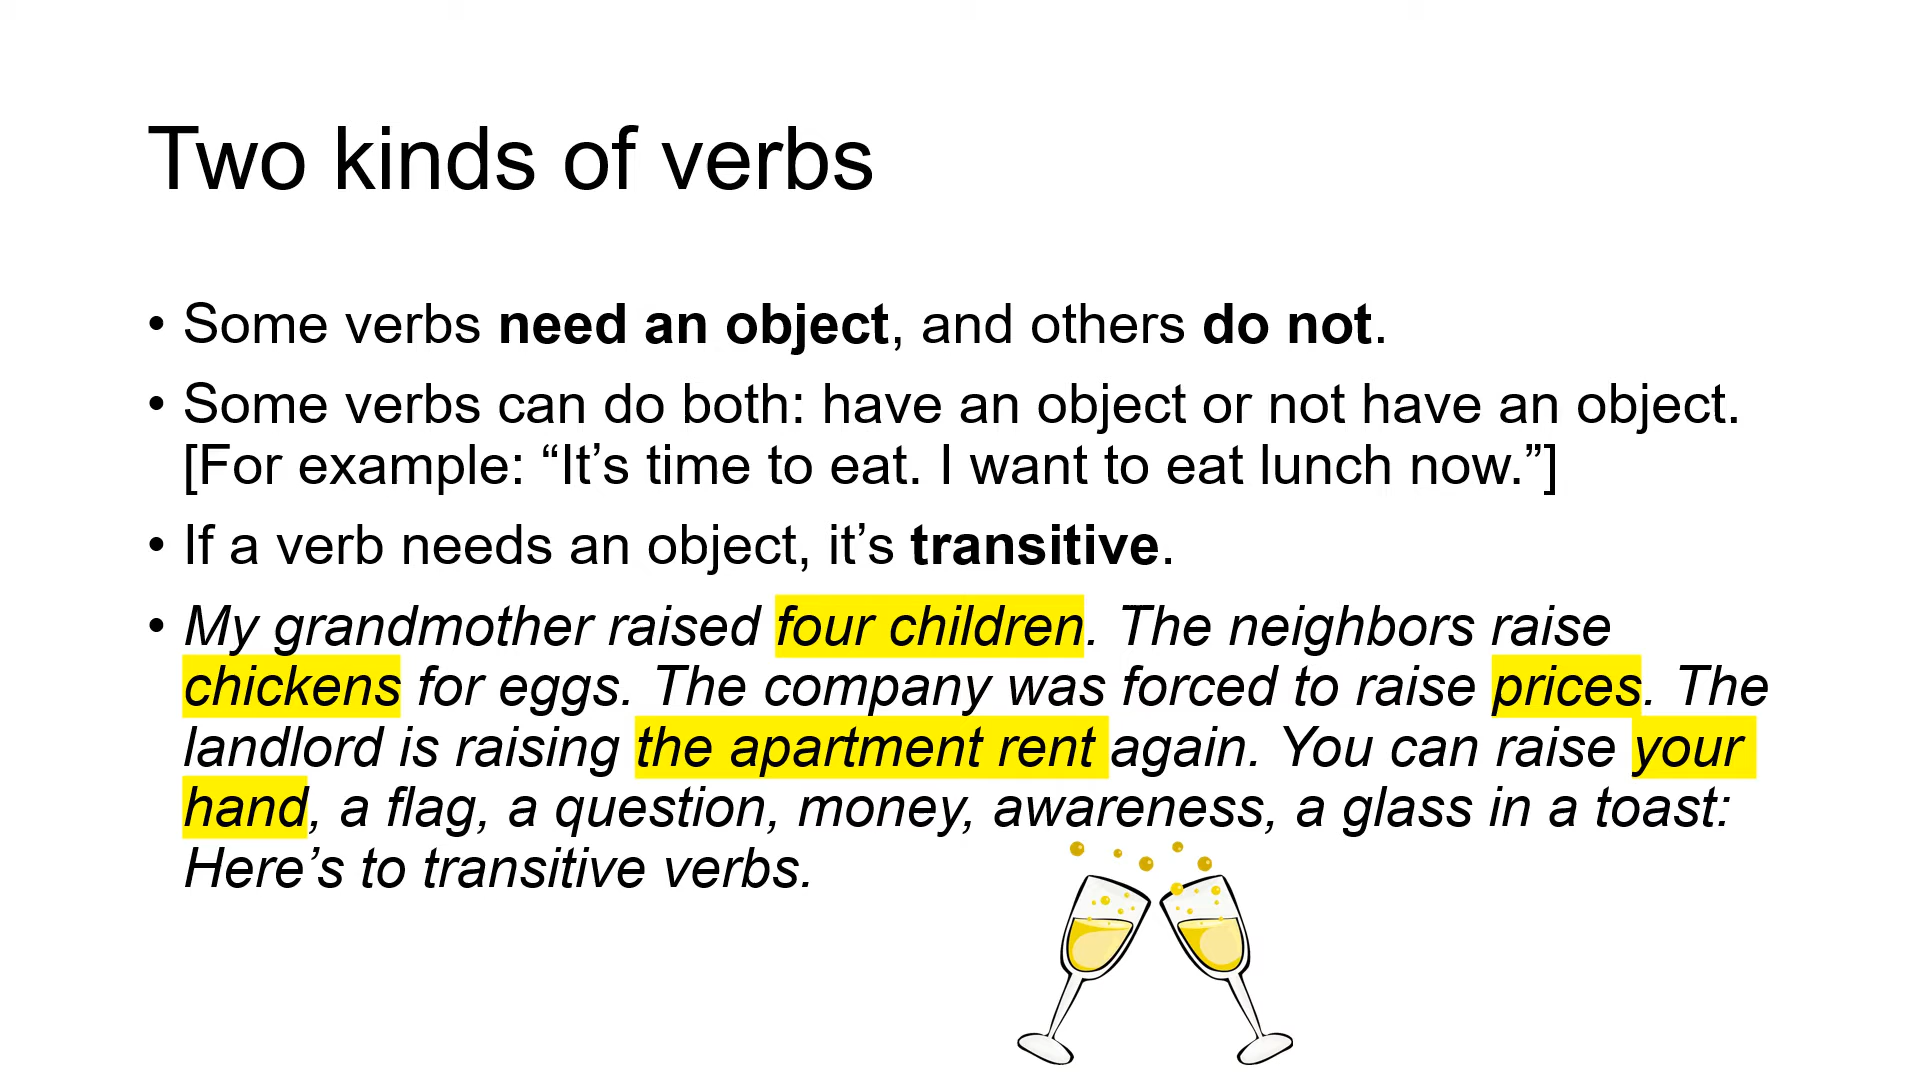 Two kinds of verbs
• Some verbs need an object, and others do not.
• Some verbs can do both: have an object or not have an object.
[For example: “It’s time to eat. I want to eat lunch now.”]
• If a verb needs an object, it’s transitive.
• My grandmother raised four children. The neighbors raise
chickens for eggs. The company was forced to raise prices. The
landlord is raising the apartment rent again. You can raise your
hand, a flag, a question, money, awareness, a glass in a toast:
Here’s to transitive verbs.